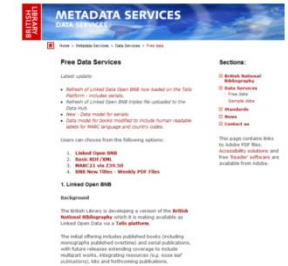 BRITISH LIBRARY
METADATA SERVICES
DATA SERVICES
Home > Metadata Services > Data Services > Free data
Free Data Services
Latest update:
Refresh of Linked Data Open BNB now loaded on the Talis
Platform - includes serials.
Refresh of Linked Open BNB triples file uploaded to the
Data Hub.
New - Data model for serials.
Data model for books modified to include human readable
labels for MARC language and country codes.
Users can choose from the following options:
1. Linked Open BNB
2. Basic RDF/XML
3. MARC21 via Z39.50
4. BNB New Titles - Weekly PDF Files
1. Linked Open BNB
Background
The British Library is developing a version of the British
National Bibliography which it is making available as
Linked Open Data via a Talis platform.
The initial offering includes published books (including
monographs published overtime) and serial publications,
with future releases extending coverage to include
multipart works, integrating resources (e.g. loose leaf
publications), kits and forthcoming publications.
Sections:
British National
Bibliography
Data Services
Free data
Sample data
Standards
News
Contact us
This page contains links
to Adobe PDF files.
Accessibility solutions and
free 'Reader' software are
available from Adobe.